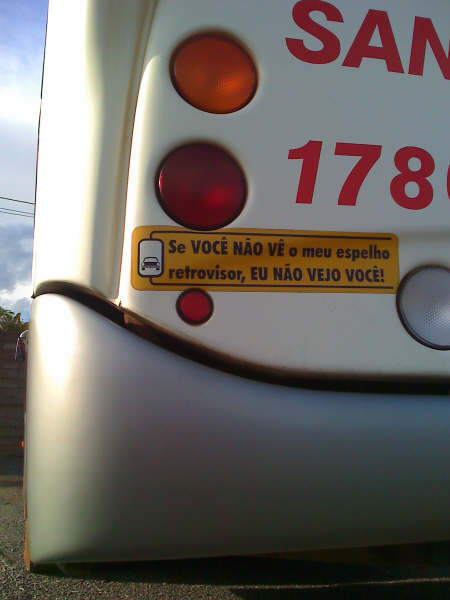 SAN
178
Se VOCÊ NÃO VÊ o meu espelho
retrovisor, EU NÃO VEJO VOCÊ!